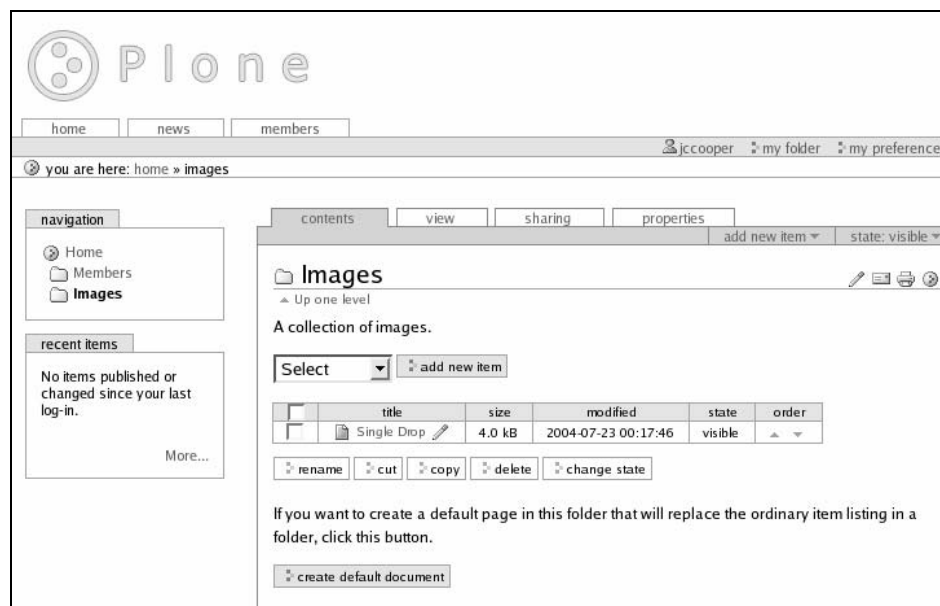 Plone
home news members
jccooper my folder my preference
you are here: home » images
navigation
Home
Members
Images
recent items
No items published or
changed since your last
log-in.
More...
contents view sharing properties
add new item state: visible
Images
Up one level
A collection of images.
Select add new item
title size modified state order
Single Drop 4.0 kB 2004-07-23 00:17:46 visible
rename cut copy delete change state
If you want to create a default page in this folder that will replace the ordinary item listing in a
folder, click this button.
create default document